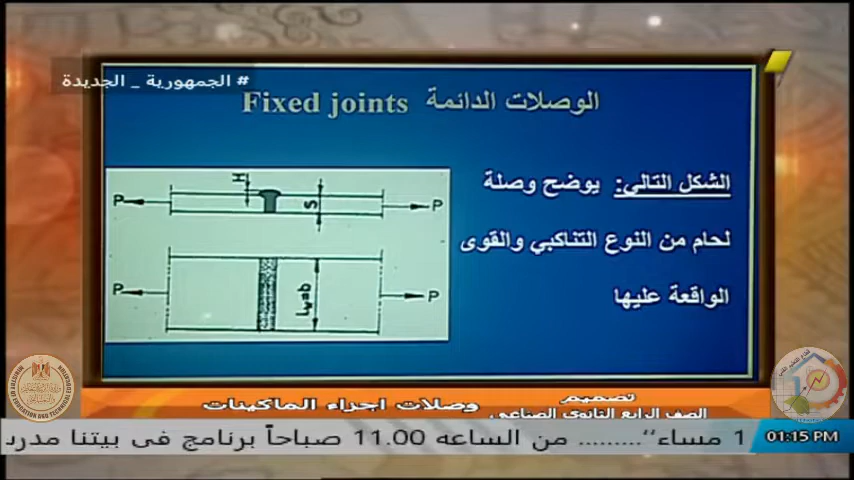 # الجمهورية _ الجديدة
الوصلات الدائمة Fixed joints
الشكل التالى: يوضح وصلة
لحام من النوع التناكبي والقوى
الواقعة عليها
H
S
P
P
P
P
تصميم
وصلات اجزاء الماكينات
الصف الرابع الثانوى الصناعى
1 مساء‘‘......... من الساعه 11.00 صباحاً برنامج فى بيتنا مدر
01:15 PM